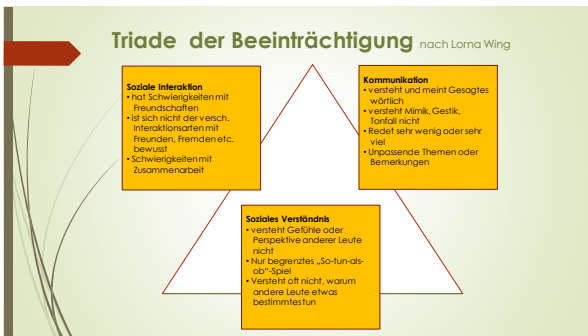 Triade der Beeinträchtigung nach Lorna Wing
Soziale Interaktion
• hat Schwierigkeiten mit
Freundschaften
• ist sich nicht der versch.
Interaktionsarten mit
Freunden, Fremden etc.
bewusst
• Schwierigkeiten mit
Zusammenarbeit
Kommunikation
• versteht und meint Gesagtes
wörtlich
• versteht Mimik, Gestik,
Tonfall nicht
• Redet sehr wenig oder sehr
viel
• Unpassende Themen oder
Bemerkungen
Soziales Verständnis
• versteht Gefühle oder
Perspektive anderer Leute
nicht
• Nur begrenztes „So-tun-als-
ob“-Spiel
• Versteht oft nicht, warum
andere Leute etwas
bestimmtes tun